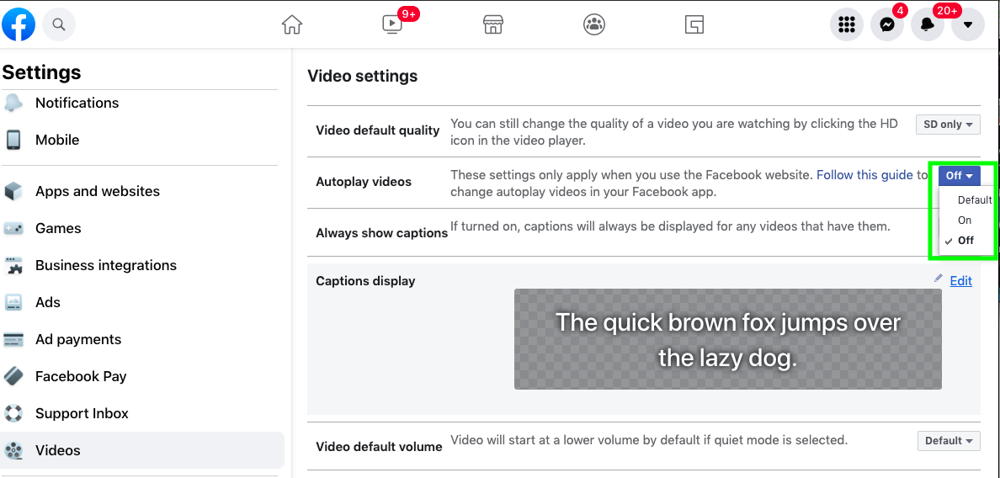 f
9+
4
20+
Settings
Notifications
Mobile
Apps and websites
Games
Business integrations
Ads
Ad payments
Facebook Pay
Support Inbox
Videos
Video settings
Video default quality
You can still change the quality of a video you are watching by clicking the HD
icon in the video player.
SD only
Autoplay videos
These settings only apply when you use the Facebook website. Follow this guide to
change autoplay videos in your Facebook app.
Off
Default
On
Off
Always show captions
If turned on, captions will always be displayed for any videos that have them.
Captions display
Edit
The quick brown fox jumps over
the lazy dog.
Video default volume
Video will start at a lower volume by default if quiet mode is selected.
Default